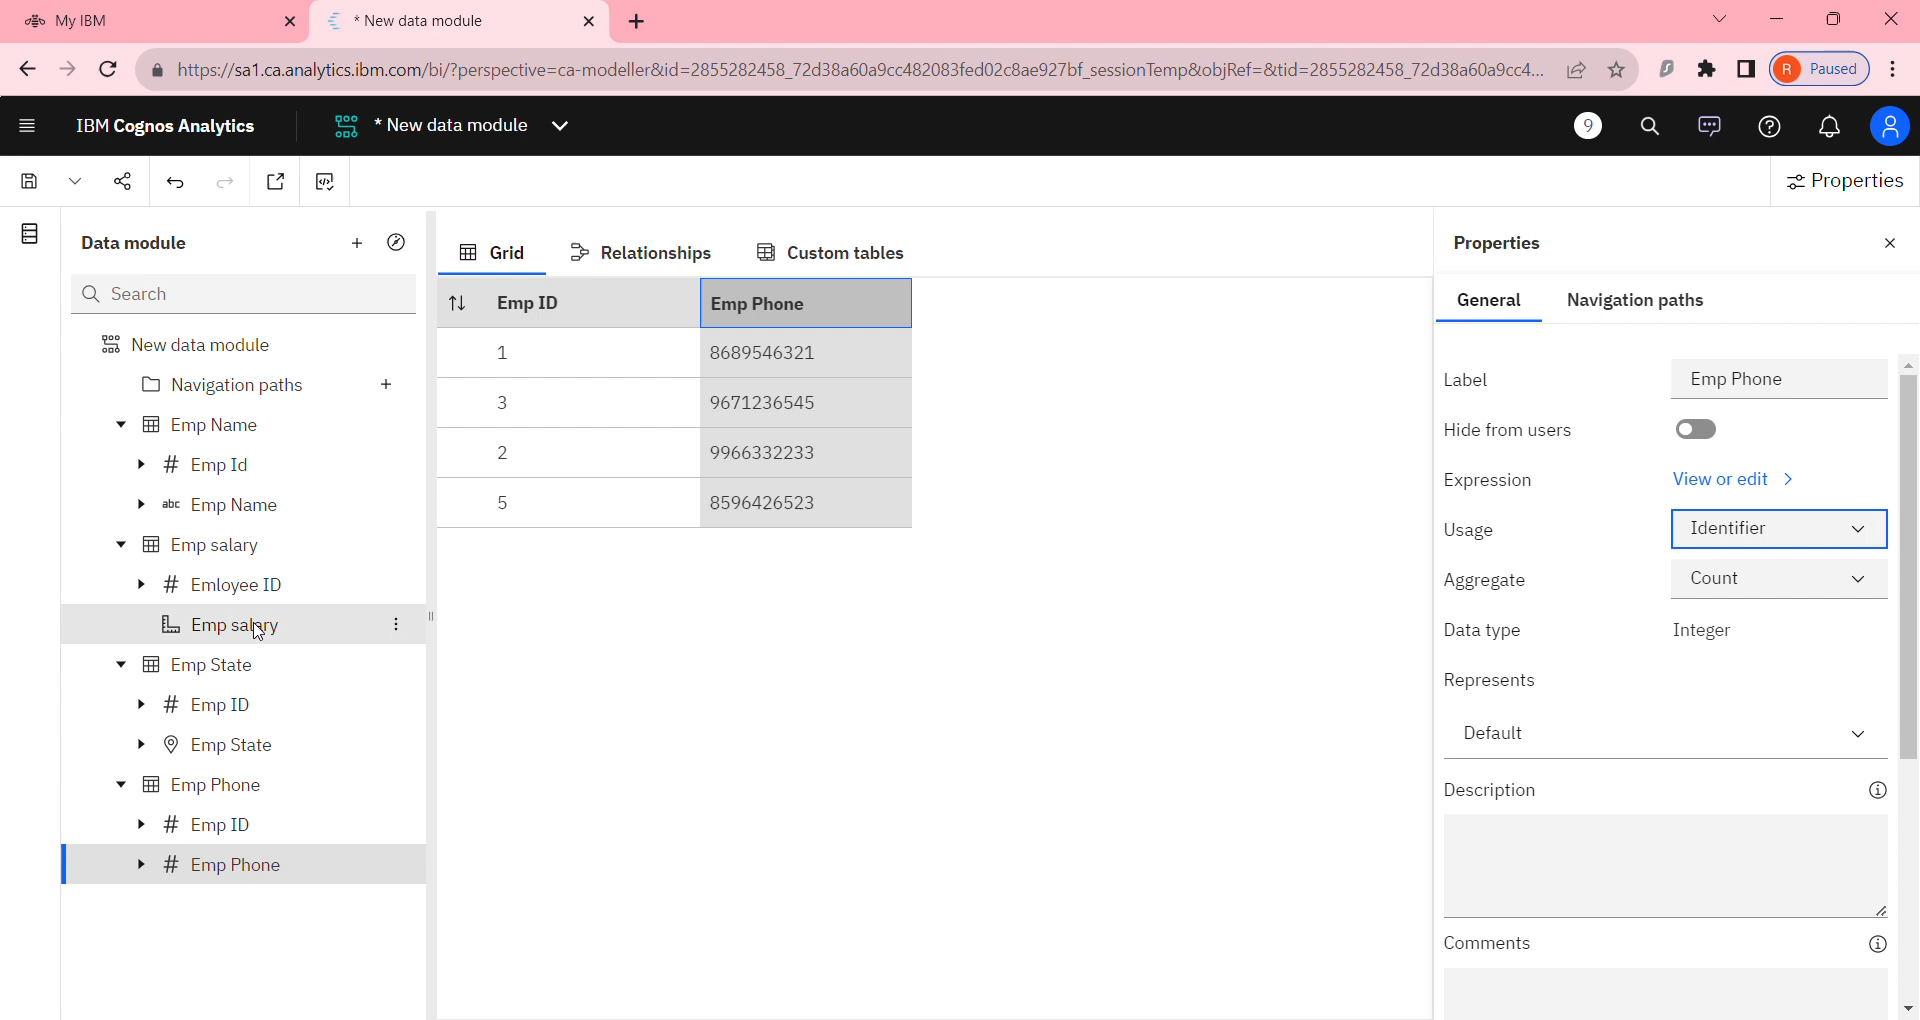 My IBM
* New data module
https://sa1.ca.analytics.ibm.com/bi/?perspective=ca-modeller&id=2855282458_72d38a60a9cc482083fed02c8ae927bf_sessionTemp&objRef=&tid=2855282458_72d38a60a9cc4...
R Paused
IBM Cognos Analytics
* New data module
9
Properties
Data module
Search
New data module
Navigation paths
Emp Name
# Emp Id
abc Emp Name
Emp salary
# Emloyee ID
Emp salary
Emp State
# Emp ID
Emp State
Emp Phone
# Emp ID
# Emp Phone
Grid
Relationships
Custom tables
Emp ID Emp Phone
1 8689546321
3 9671236545
2 9966332233
5 8596426523
Properties
General
Navigation paths
Label Emp Phone
Hide from users
Expression View or edit
Usage Identifier
Aggregate Count
Data type Integer
Represents
Default
Description
Comments